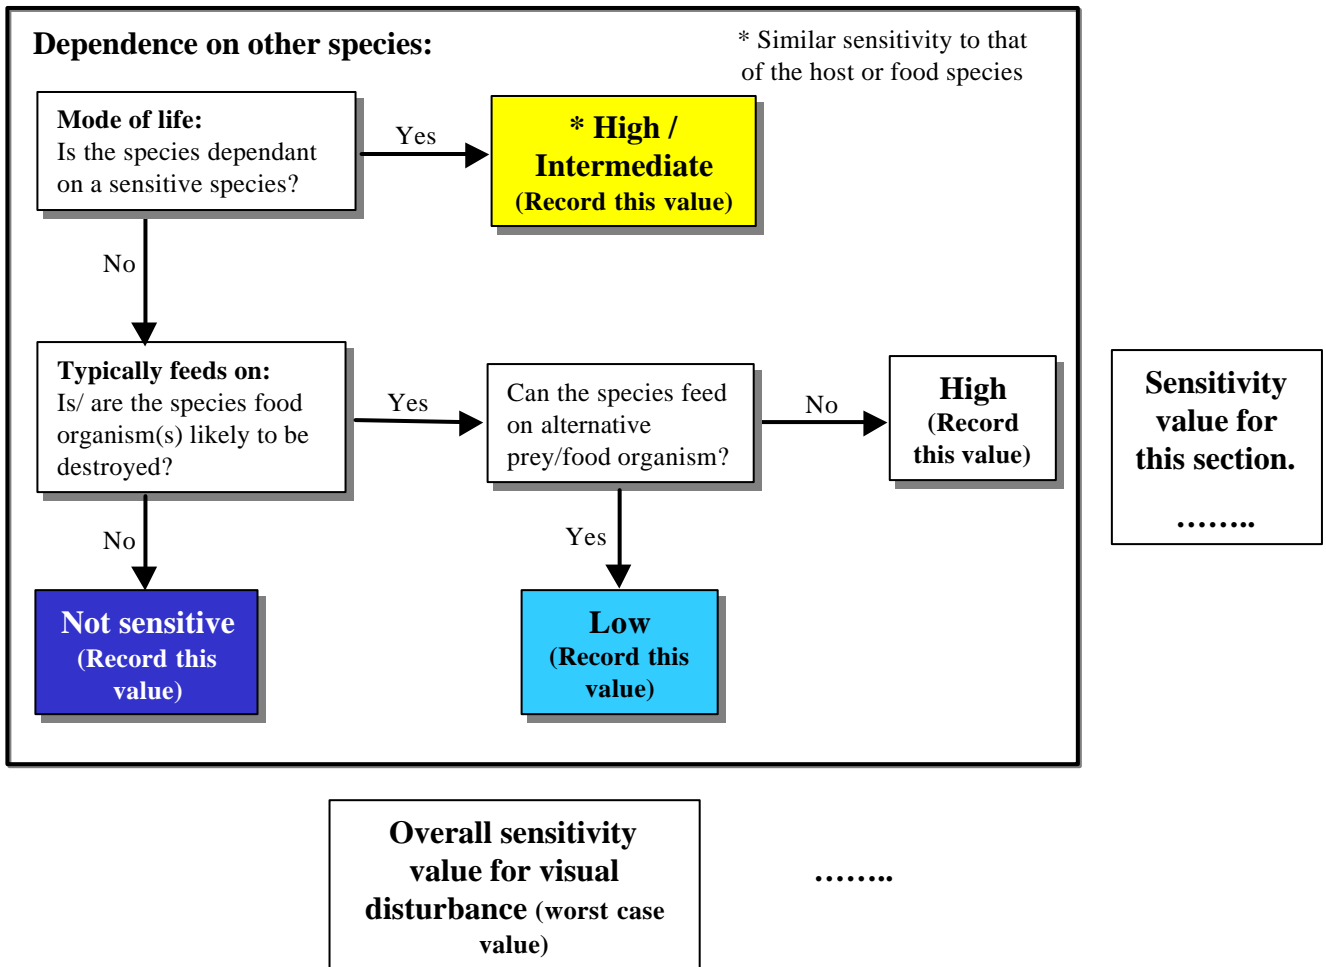 Dependence on other species:
* Similar sensitivity to that
of the host or food species
Mode of life:
Is the species dependant
on a sensitive species?
Yes
* High /
Intermediate
(Record this value)
No
Typically feeds on:
Is/ are the species food
organism(s) likely to be
destroyed?
Yes
Can the species feed
on alternative
prey/food organism?
No
High
(Record
this value)
Sensitivity
value for
this section.
……..
No
Yes
Not sensitive
(Record this
value)
Low
(Record this
value)
Overall sensitivity
value for visual
disturbance (worst case
value)
……..